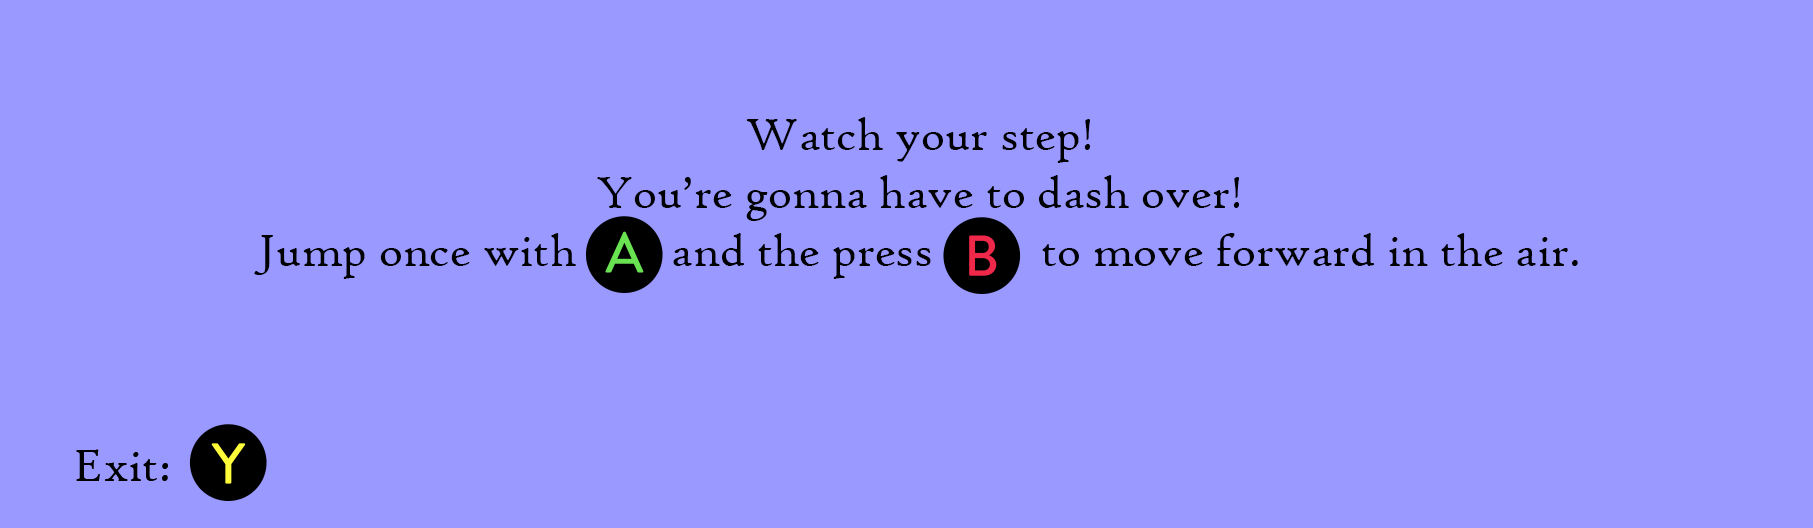 Watch your step!
You're gonna have to dash over!
Jump once with A and the press B to move forward in the air.
Exit: Y